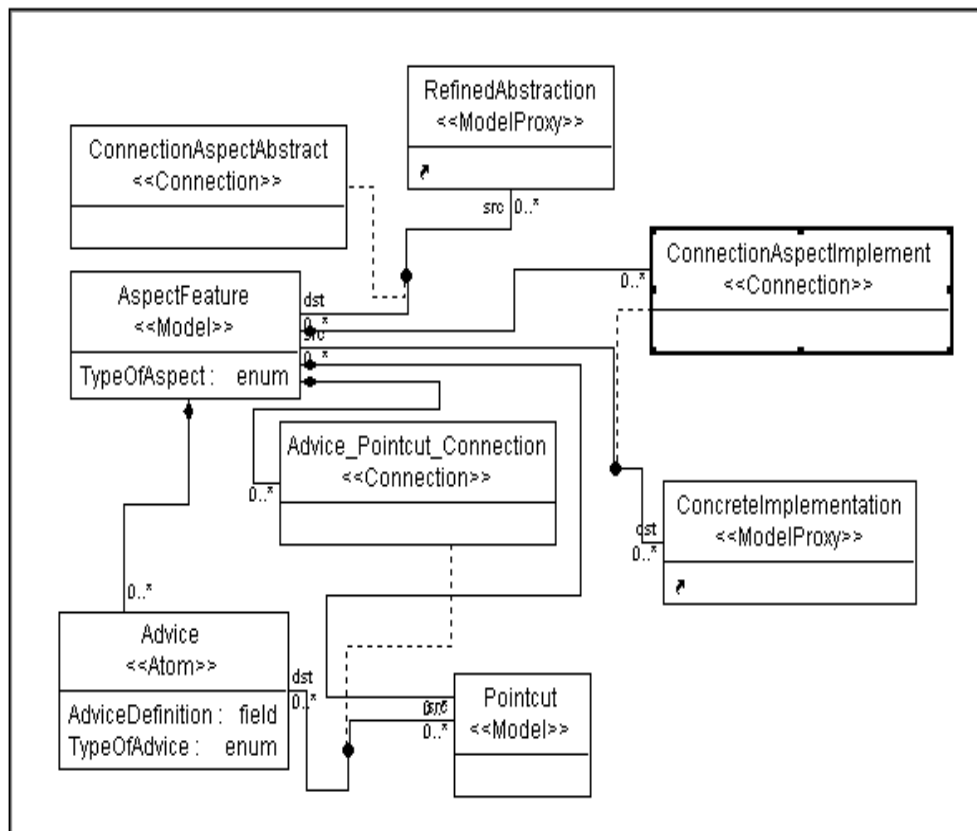 RefinedAbstraction
<<ModelProxy>>
src 0..*
ConnectionAspectAbstract
<<Connection>>
ConnectionAspectImplement
<<Connection>>
0..*
AspectFeature
<<Model>>
TypeOfAspect : enum
dst
0..*
src
0..*
Advice_Pointcut_Connection
<<Connection>>
0..*
ConcreteImplementation
<<ModelProxy>>
dst
0..*
0..*
Advice
<<Atom>>
AdviceDefinition : field
TypeOfAdvice : enum
dst
0..*
Pointcut
<<Model>>
src
0..*